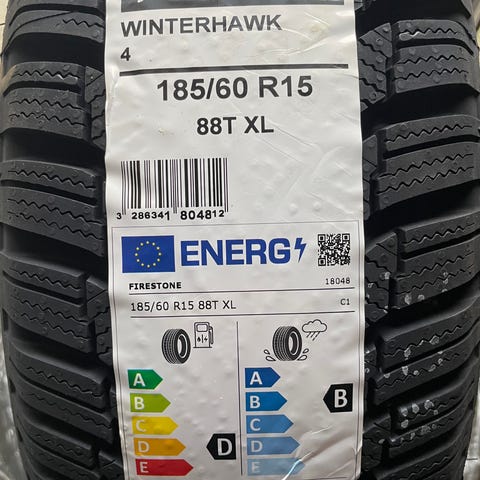 WINTERHAWK
4
185/60 R15
88T XL
3 286341 804812
ENERG
FIRESTONE 18048
185/60 R15 88T XL C1
A A
B B B
C C
D D D
E E